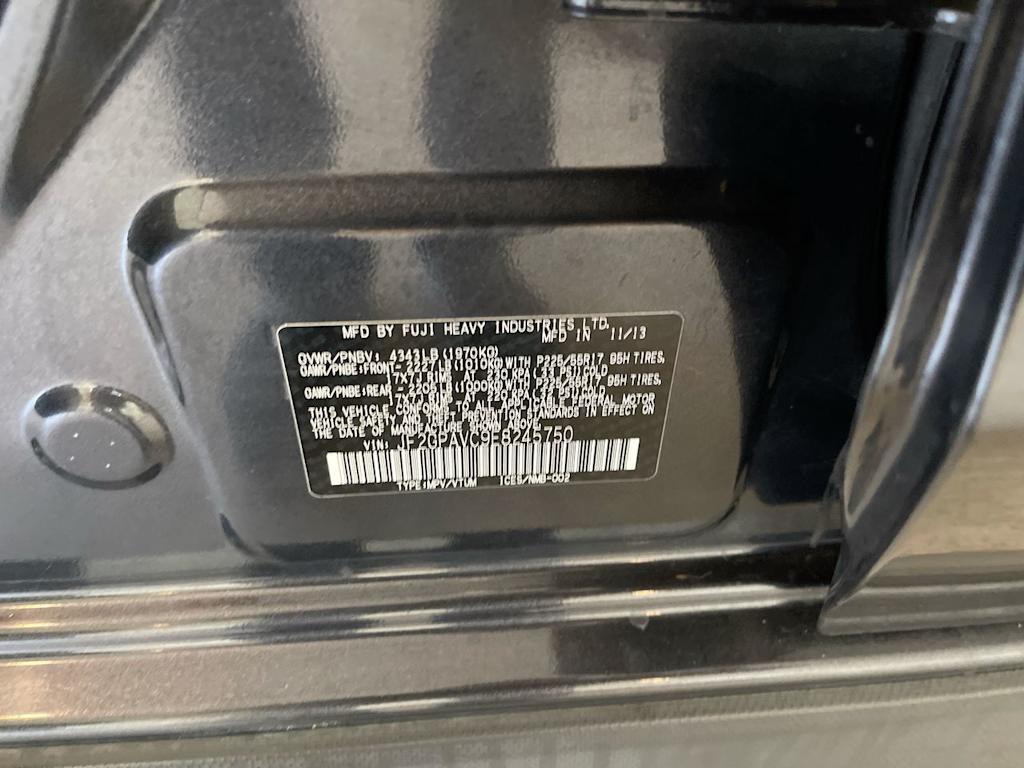 MFD BY FUJI HEAVY INDUSTRIES, LTD.
MFD IN 11/13
GVWR/PNBV: 4343LB(1970KG)
GAWR/PNBE:FRONT-2227LB(1010KG)WITH P225/55R17 95H TIRES,
17X7J RIMS AT 230 KPA(33 PSI)COLD
GAWR/PNBE:REAR -2205LB(1000KG)WITH P225/55R17 95H TIRES,
17X7J RIMS AT 220 KPA(32 PSI)COLD
THIS VEHICLE CONFORMS TO ALL APPLICABLE FEDERAL MOTOR
VEHICLE SAFETY AND THEFT PREVENTION STANDARDS IN EFFECT ON
THE DATE OF MANUFACTURE SHOWN ABOVE.
VIN: JF2GPAVC9E8245750
TYPE:MPV/VTUM ICES/NMB-002